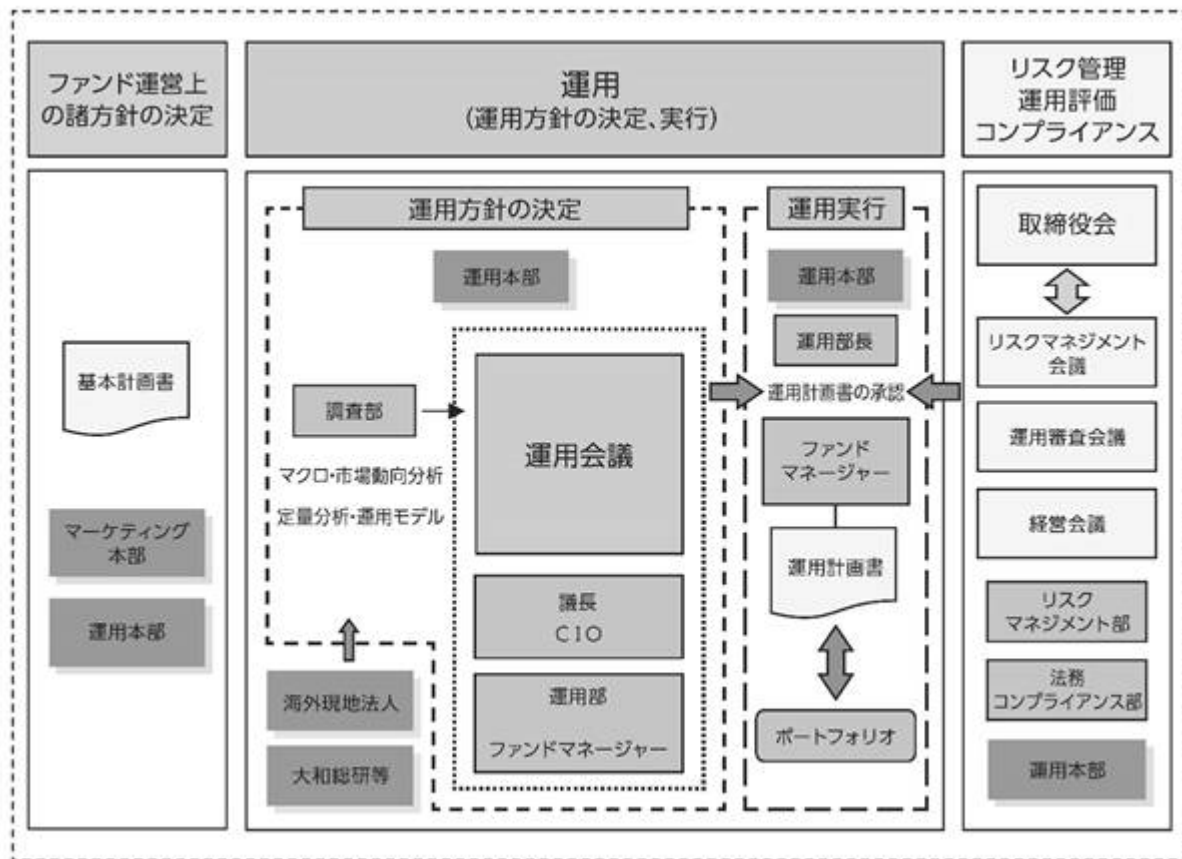 ファンド運営上
の諸方針の決定
運用
(運用方針の決定、実行)
リスク管理
運用評価
コンプライアンス
基本計画書
マーケティング
本部
運用本部
運用方針の決定
運用本部
調査部
マクロ・市場動向分析
定量分析・運用モデル
運用会議
議長
CIO
運用部
ファンドマネージャー
海外現地法人
大和総研等
運用実行
運用本部
運用部長
運用計画書の承認
ファンド
マネージャー
運用計画書
ポートフォリオ
取締役会
リスクマネジメント
会議
運用審査会議
経営会議
リスク
マネジメント部
法務
コンプライアンス部
運用本部